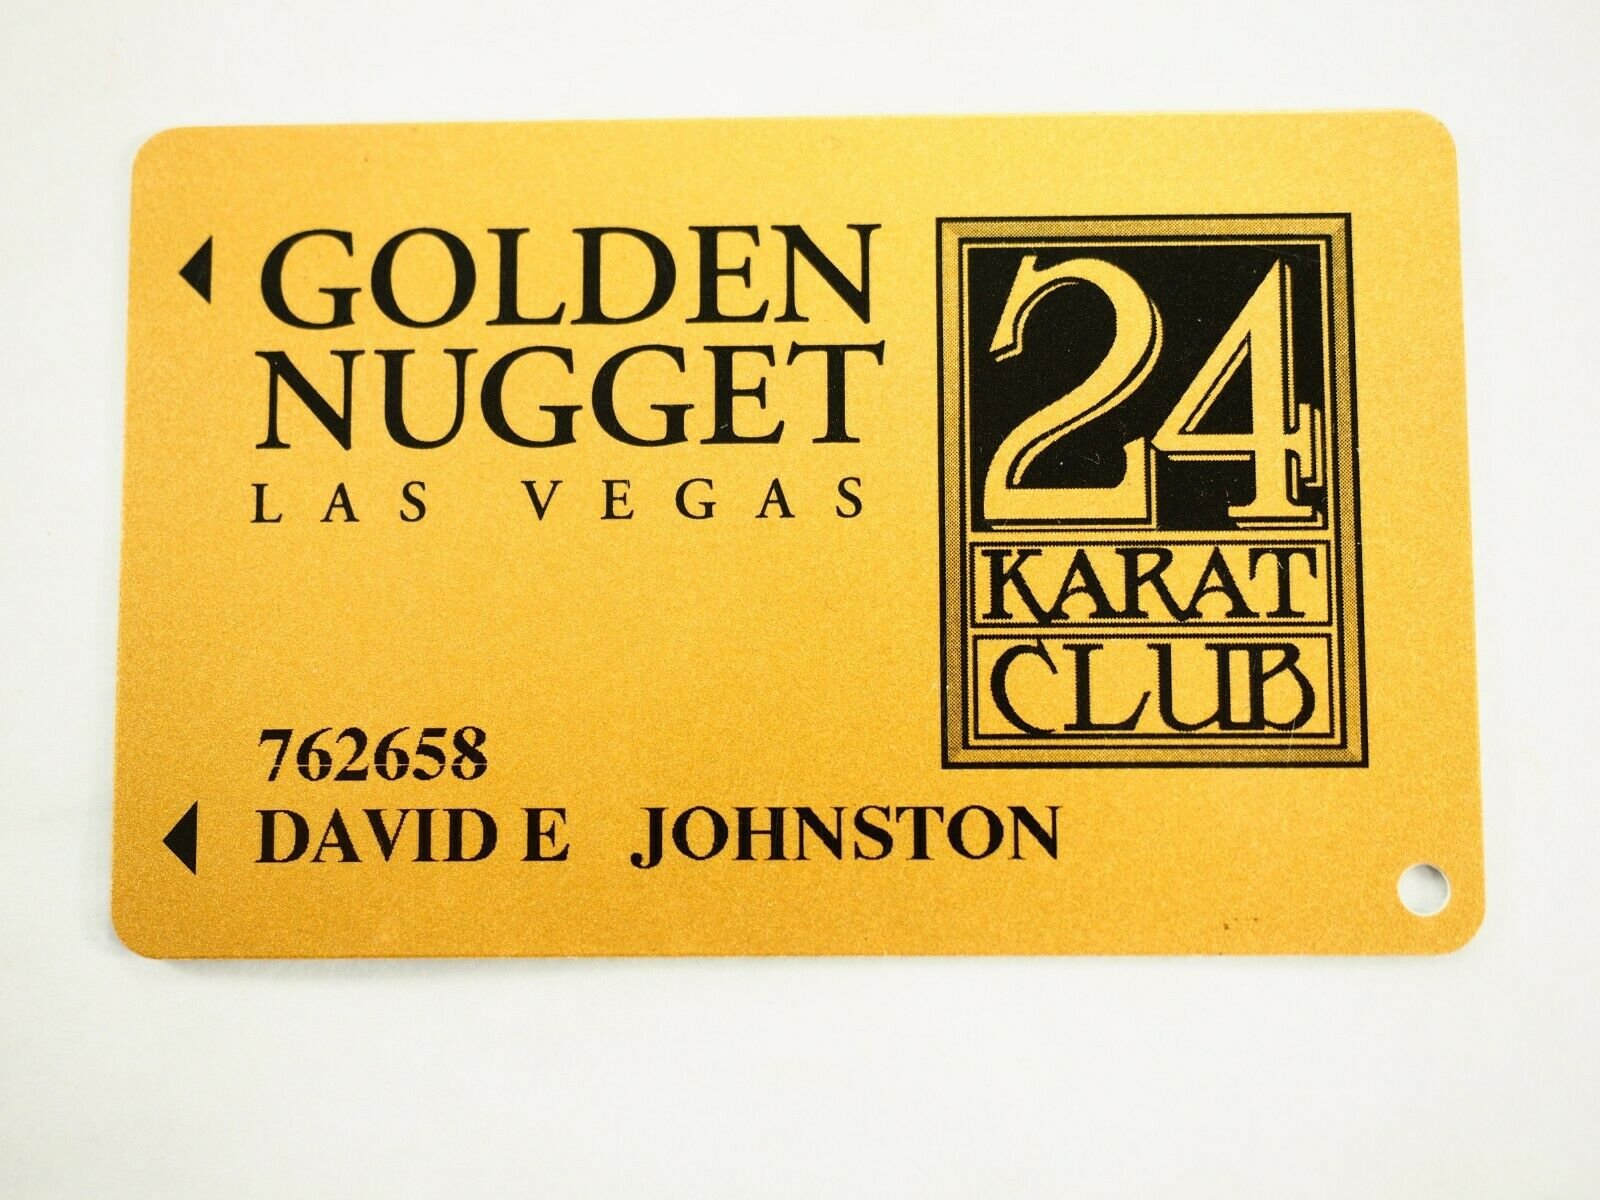 GOLDEN
NUGGET
LAS VEGAS
24
KARAT
CLUB
762658
DAVID E JOHNSTON